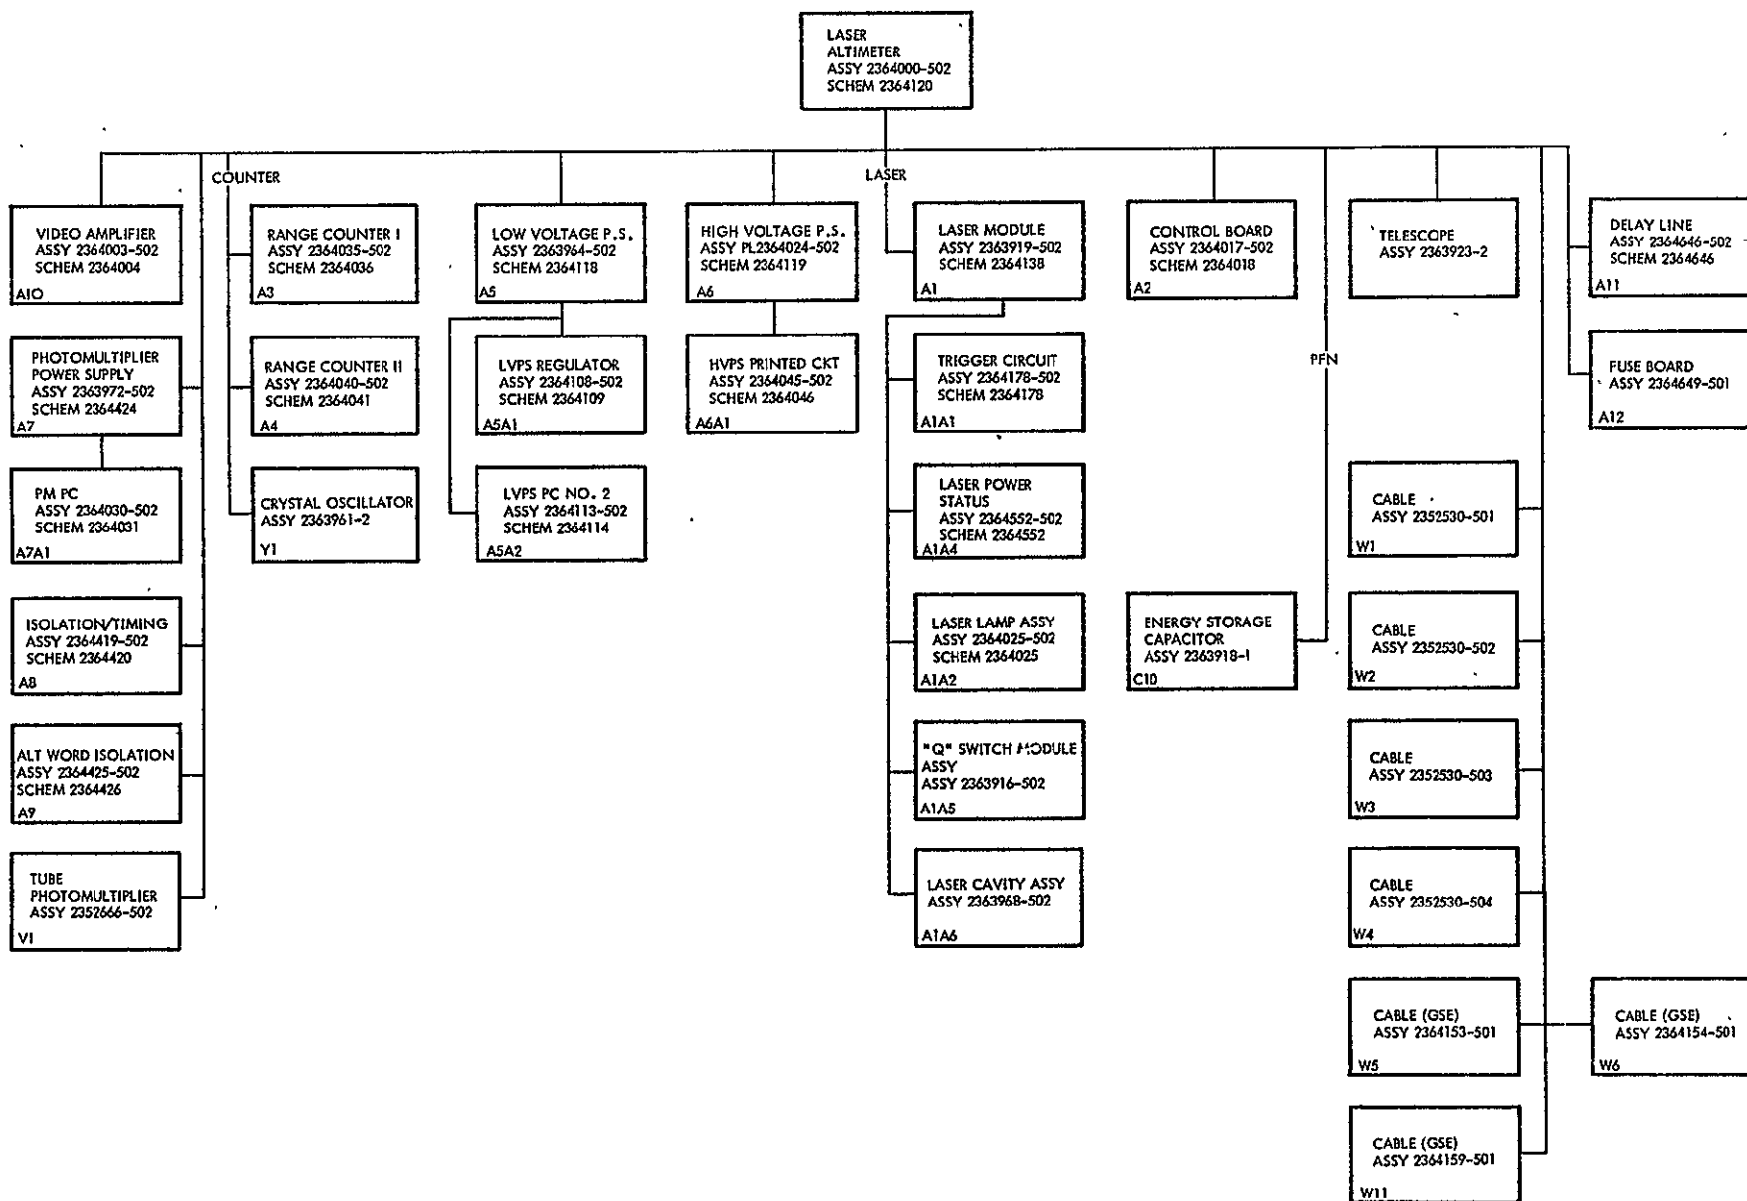 LASER
ALTIMETER
ASSY 2364000-502
SCHEM 2364120
COUNTER
LASER
PFN
VIDEO AMPLIFIER
ASSY 2364003-502
SCHEM 2364004
A10
PHOTOMULTIPLIER
POWER SUPPLY
ASSY 2363972-502
SCHEM 2364424
A7
PM PC
ASSY 2364030-502
SCHEM 2364031
A7A1
ISOLATION/TIMING
ASSY 2364419-502
SCHEM 2364420
A8
ALT WORD ISOLATION
ASSY 2364425-502
SCHEM 2364426
A9
TUBE
PHOTOMULTIPLIER
ASSY 2352666-502
V1
RANGE COUNTER I
ASSY 2364035-502
SCHEM 2364036
A3
RANGE COUNTER II
ASSY 2364040-502
SCHEM 2364041
A4
CRYSTAL OSCILLATOR
ASSY 2363961-2
Y1
LOW VOLTAGE P.S.
ASSY 2363964-502
SCHEM 2364118
A5
LVPS REGULATOR
ASSY 2364108-502
SCHEM 2364109
A5A1
LVPS PC NO. 2
ASSY 2364113-502
SCHEM 2364114
A5A2
HIGH VOLTAGE P.S.
ASSY PL2364024-502
SCHEM 2364119
A6
HVPS PRINTED CKT
ASSY 2364045-502
SCHEM 2364046
A6A1
LASER MODULE
ASSY 2363919-502
SCHEM 2364138
A1
TRIGGER CIRCUIT
ASSY 2364178-502
SCHEM 2364178
A1A1
LASER POWER
STATUS
ASSY 2364552-502
SCHEM 2364552
A1A4
LASER LAMP ASSY
ASSY 2364025-502
SCHEM 2364025
A1A2
"Q" SWITCH MODULE
ASSY
ASSY 2363916-502
A1A5
LASER CAVITY ASSY
ASSY 2363968-502
A1A6
CONTROL BOARD
ASSY 2364017-502
SCHEM 2364018
A2
ENERGY STORAGE
CAPACITOR
ASSY 2363918-1
C10
TELESCOPE
ASSY 2363923-2
CABLE
ASSY 2352530-501
W1
CABLE
ASSY 2352530-502
W2
CABLE
ASSY 2352530-503
W3
CABLE
ASSY 2352530-504
W4
CABLE (GSE)
ASSY 2364153-501
W5
CABLE (GSE)
ASSY 2364159-501
W11
DELAY LINE
ASSY 2364646-502
SCHEM 2364646
A11
FUSE BOARD
ASSY 2364649-501
A12
CABLE (GSE)
ASSY 2364154-501
W6